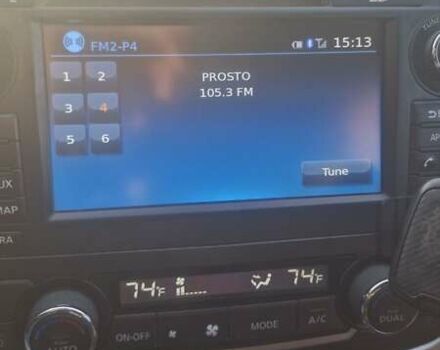 FM2-P4
15:13
1 2
PROSTO
105.3 FM
3 4
5 6
Tune
MAP
74°F
74°F
ON-OFF
MODE
A/C
AUTO
DUAL